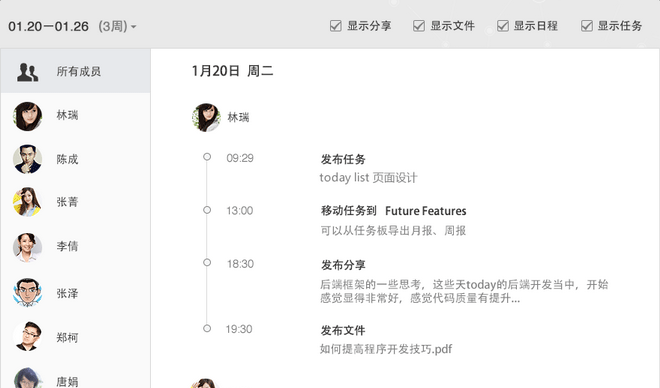 01.20—01.26 (3周)
显示分享 显示文件 显示日程 显示任务
所有成员
林瑞
陈成
张菁
李倩
张泽
郑柯
唐娟
1月20日 周二
林瑞
09:29 发布任务
today list 页面设计
13:00 移动任务到 Future Features
可以从任务板导出月报、周报
18:30 发布分享
后端框架的一些思考，这些天today的后端开发当中，开始
感觉显得非常好，感觉代码质量有提升...
19:30 发布文件
如何提高程序开发技巧.pdf